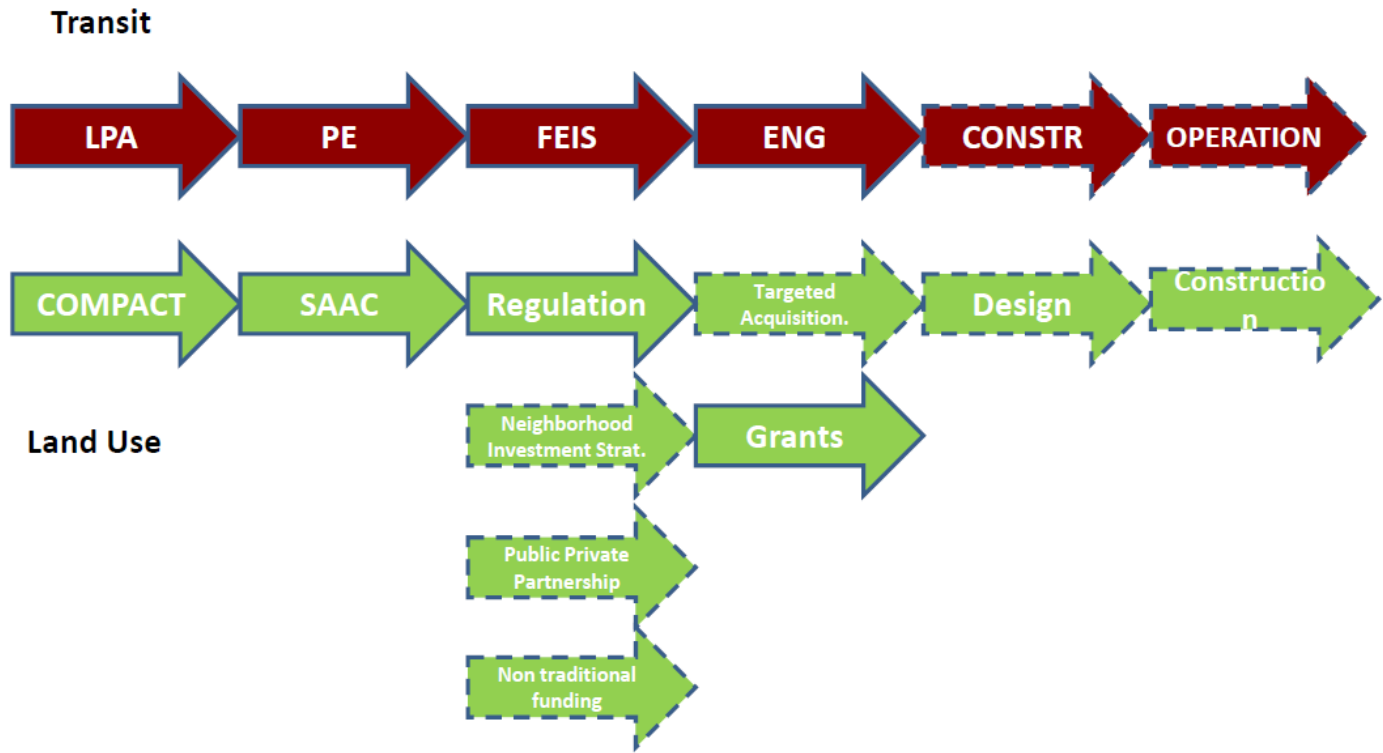 Transit
LPA
PE
FEIS
ENG
CONSTR
OPERATION
COMPACT
SAAC
Regulation
Targeted
Acquisition.
Design
Constructio
n
Land Use
Neighborhood
Investment Strat.
Grants
Public Private
Partnership
Non traditional
funding